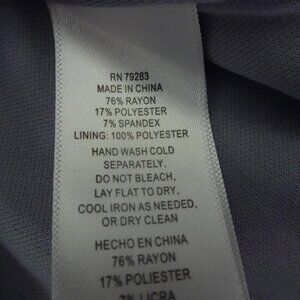 RN 79283
MADE IN CHINA
76% RAYON
17% POLYESTER
7% SPANDEX
LINING: 100% POLYESTER
HAND WASH COLD
SEPARATELY,
DO NOT BLEACH,
LAY FLAT TO DRY,
COOL IRON AS NEEDED,
OR DRY CLEAN
HECHO EN CHINA
76% RAYON
17% POLIESTER
7% LICRA